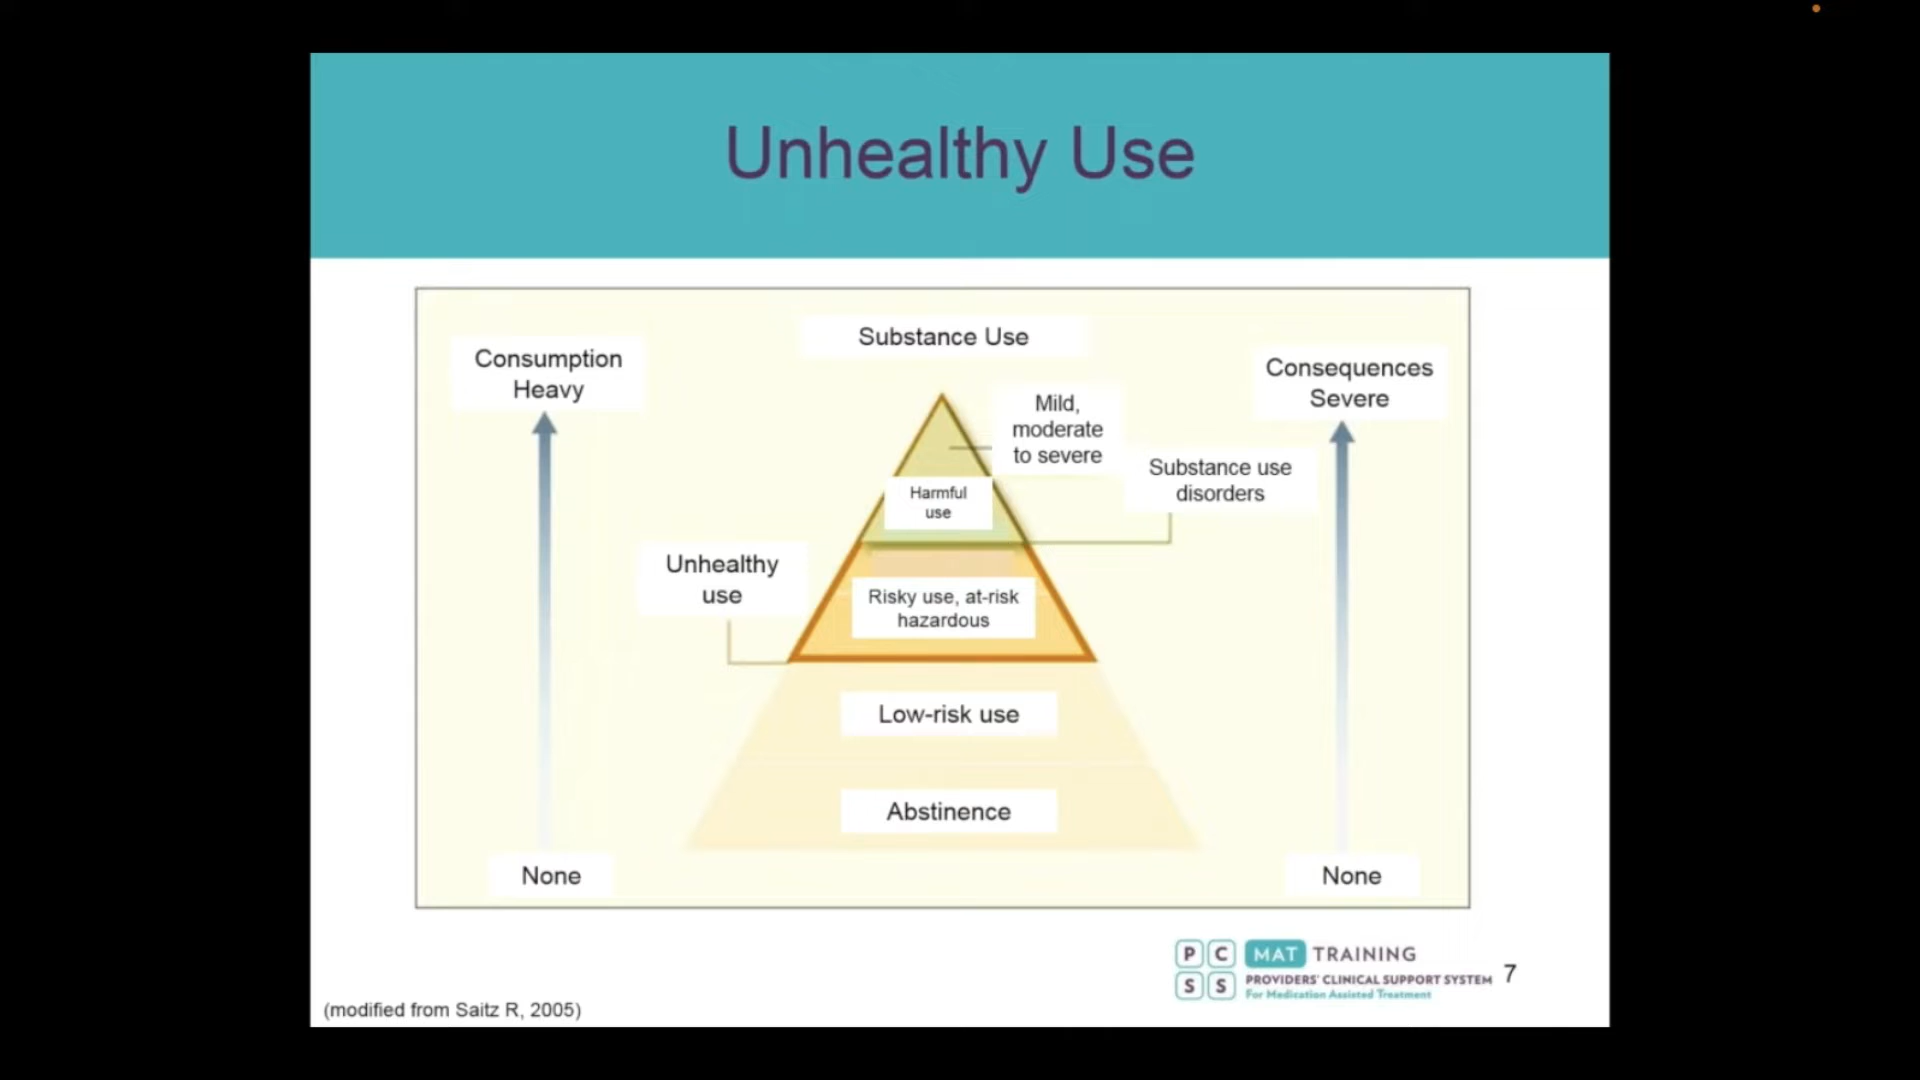 Unhealthy Use
Substance Use
Consumption
Heavy
Consequences
Severe
Mild,
moderate
to severe
Substance use
disorders
Harmful
use
Unhealthy
use
Risky use, at-risk
hazardous
Low-risk use
Abstinence
None
None
P C
S S
MAT TRAINING
PROVIDERS' CLINICAL SUPPORT SYSTEM
For Medication Assisted Treatment
7
(modified from Saitz R, 2005)